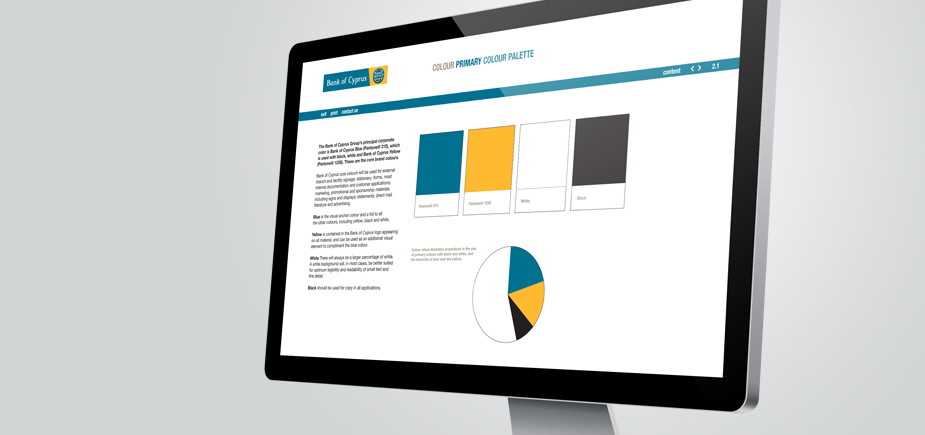 Bank of Cyprus
COLOUR PRIMARY COLOUR PALETTE
content
2.1
exit print contact us
The Bank of Cyprus Group's principal corporate
color is Bank of Cyprus Blue (Pantone® 315), which
is used with black, white and Bank of Cyprus Yellow
(Pantone® 1235). These are the core brand colours.
Bank of Cyprus core colours will be used for external
branch and facility signage; stationery, forms, most
internal documentation and customer applications;
marketing, promotional and sponsorship materials,
including signs and displays; statements, direct mail
literature and advertising.
Blue is the visual anchor colour and a foil to all
the other colours, including yellow, black and white.
Yellow is contained in the Bank of Cyprus logo appearing
on all material, and can be used as an additional visual
element to compliment the blue colour.
White There will always be a larger percentage of white.
A white background will, in most cases, be better suited
for optimum legibility and readability of small text and
fine detail.
Black should be used for copy in all applications.
Pantone® 315
Pantone® 1235
White
Black
Colour wheel illustrates proportions in the use
of primary colours with black and white, and
the hierarchy of blue over the yellow.